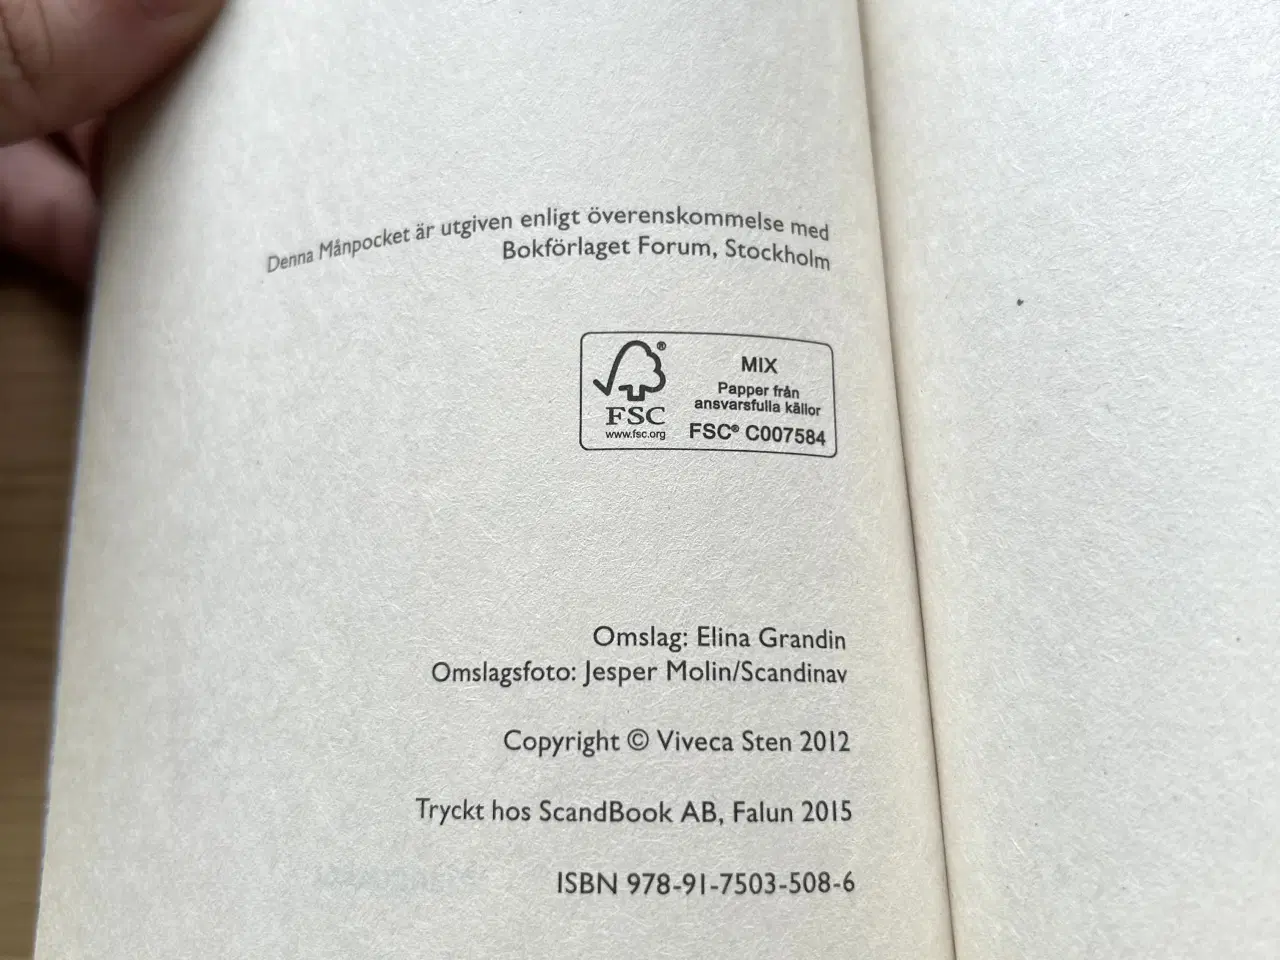 Denna Månpocket är utgiven enligt överenskommelse med
Bokförlaget Forum, Stockholm
®
FSC
www.fsc.org
MIX
Papper från
ansvarsfulla källor
FSC® C007584
Omslag: Elina Grandin
Omslagsfoto: Jesper Molin/Scandinav
Copyright © Viveca Sten 2012
Tryckt hos ScandBook AB, Falun 2015
ISBN 978-91-7503-508-6